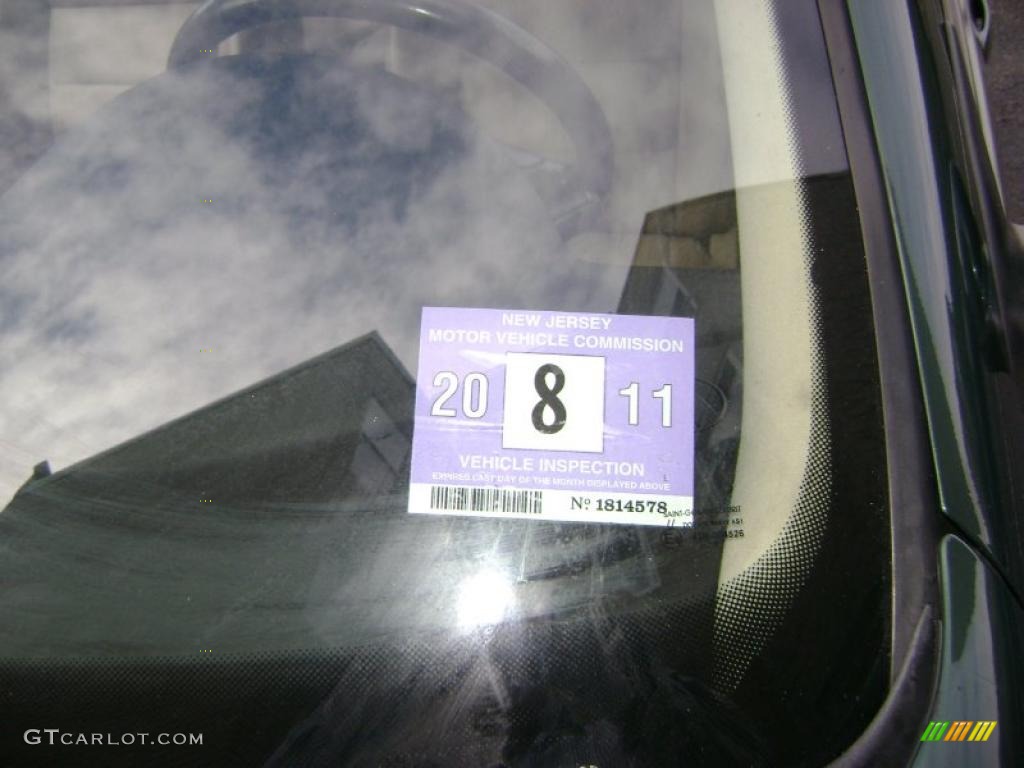 NEW JERSEY
MOTOR VEHICLE COMMISSION
20 8 11
VEHICLE INSPECTION
EXPIRES LAST DAY OF THE MONTH DISPLAYED ABOVE
Nº 1814578
GTCARLOT.COM